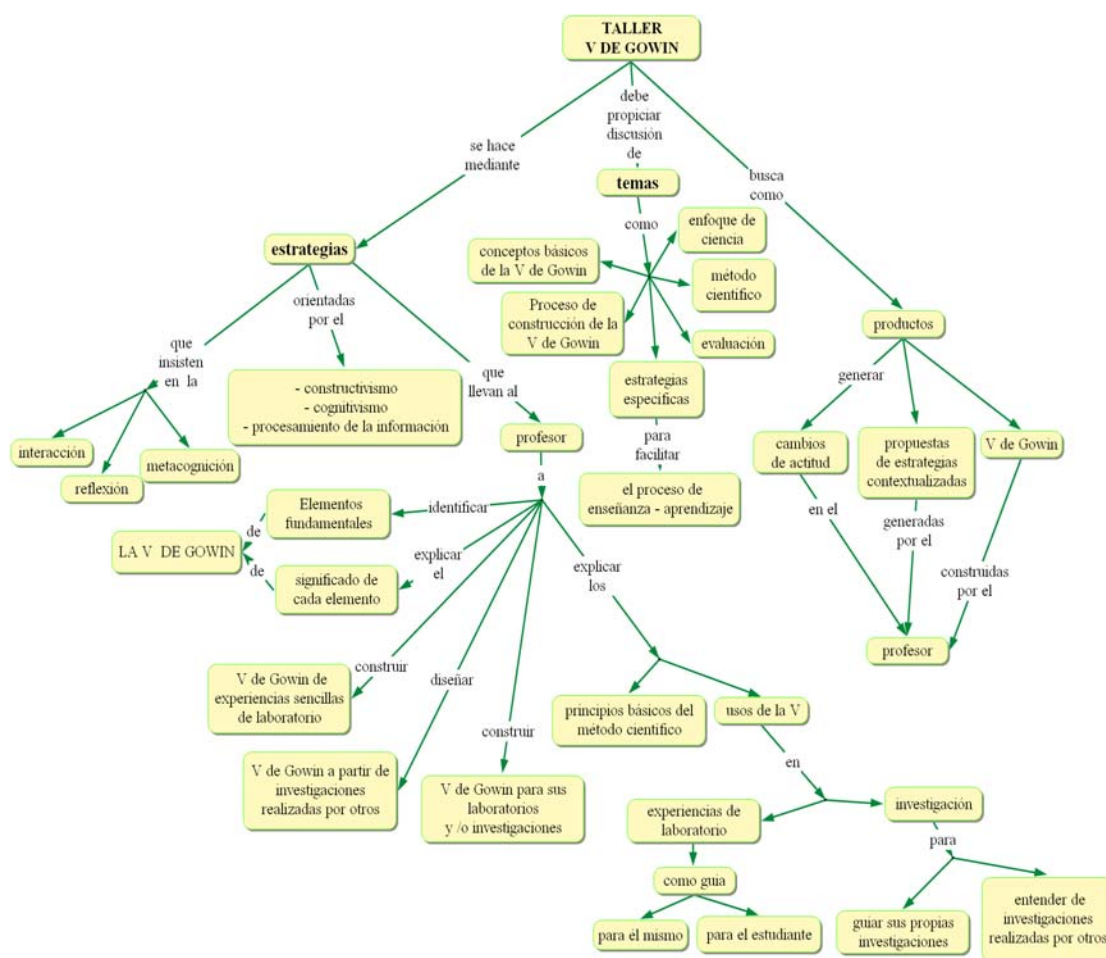 TALLER
V DE GOWIN
se hace
mediante
debe
propiciar
discusión
de
busca
como
temas
como
estrategias
conceptos básicos
de la V de Gowin
enfoque de
ciencia
método
cientifico
Proceso de
construcción de la
V de Gowin
evaluación
estrategias
especificas
para
facilitar
el proceso de
enseñanza - aprendizaje
que
insisten
en la
interacción
reflexión
metacognición
orientadas
por el
- constructivismo
- cognitivismo
- procesamiento de la información
que
llevan al
profesor
a
identificar
Elementos
fundamentales
de
LA V DE GOWIN
de
explicar
el
significado de
cada elemento
construir
V de Gowin de
experiencias sencillas
de laboratorio
diseñar
V de Gowin a partir de
investigaciones
realizadas por otros
construir
V de Gowin para sus
laboratorios
y /o investigaciones
explicar
los
principios básicos del
método cientifico
usos de la V
en
experiencias de
laboratorio
como guia
para él mismo
para el estudiante
investigación
para
guiar sus propias
investigaciones
entender de
investigaciones
realizadas por otros
productos
generar
cambios
de actitud
propuestas
de estrategias
contextualizadas
V de Gowin
en el
generadas
por el
construidas
por el
profesor